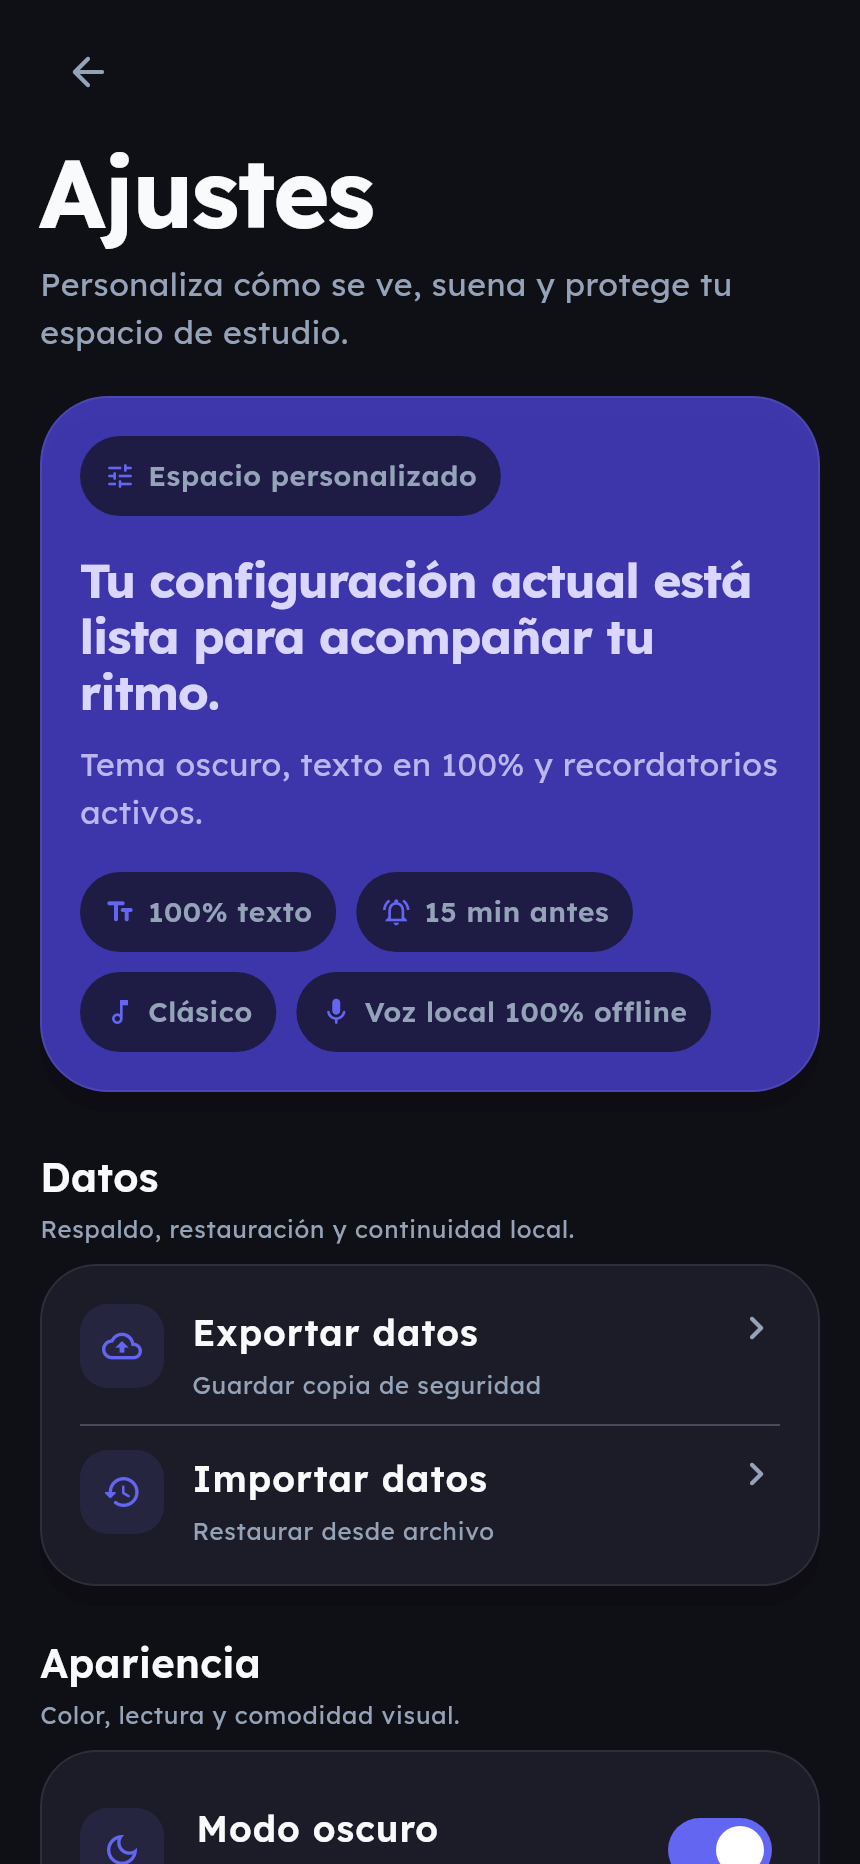 Ajustes
Personaliza cómo se ve, suena y protege tu
espacio de estudio.
Espacio personalizado
Tu configuración actual está
lista para acompañar tu
ritmo.
Tema oscuro, texto en 100% y recordatorios
activos.
100% texto
15 min antes
Clásico
Voz local 100% offline
Datos
Respaldo, restauración y continuidad local.
Exportar datos
Guardar copia de seguridad
Importar datos
Restaurar desde archivo
Apariencia
Color, lectura y comodidad visual.
Modo oscuro